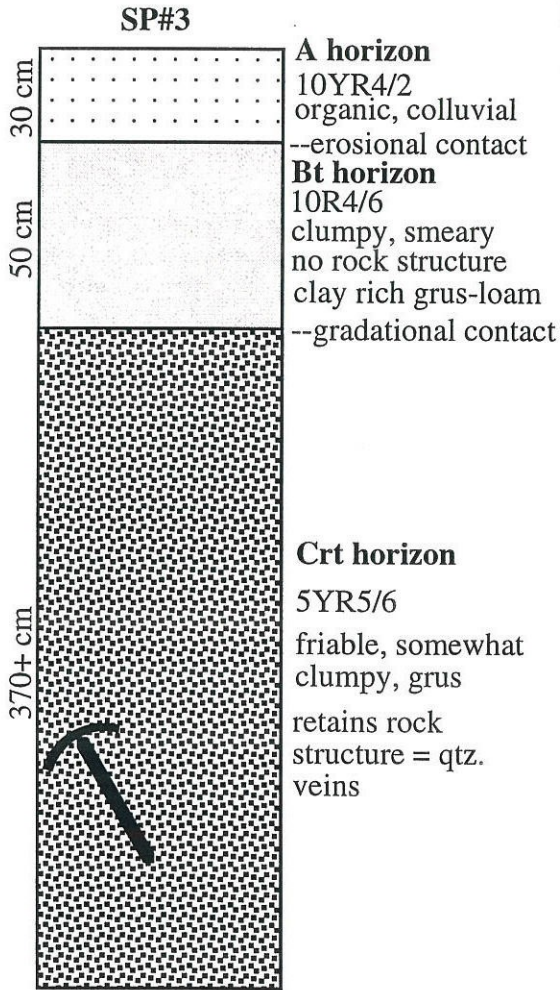 SP#3
30 cm
A horizon
10YR4/2
organic, colluvial
--erosional contact
50 cm
Bt horizon
10R4/6
clumpy, smeary
no rock structure
clay rich grus-loam
--gradational contact
370+ cm
Crt horizon
5YR5/6
friable, somewhat
clumpy, grus
retains rock
structure = qtz.
veins